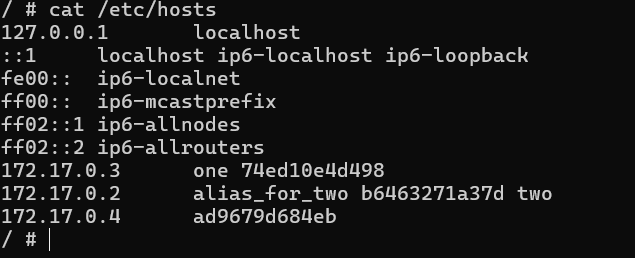 / # cat /etc/hosts
127.0.0.1       localhost
::1     localhost ip6-localhost ip6-loopback
fe00::  ip6-localnet
ff00::  ip6-mcastprefix
ff02::1 ip6-allnodes
ff02::2 ip6-allrouters
172.17.0.3      one 74ed10e4d498
172.17.0.2      alias_for_two b6463271a37d two
172.17.0.4      ad9679d684eb
/ #